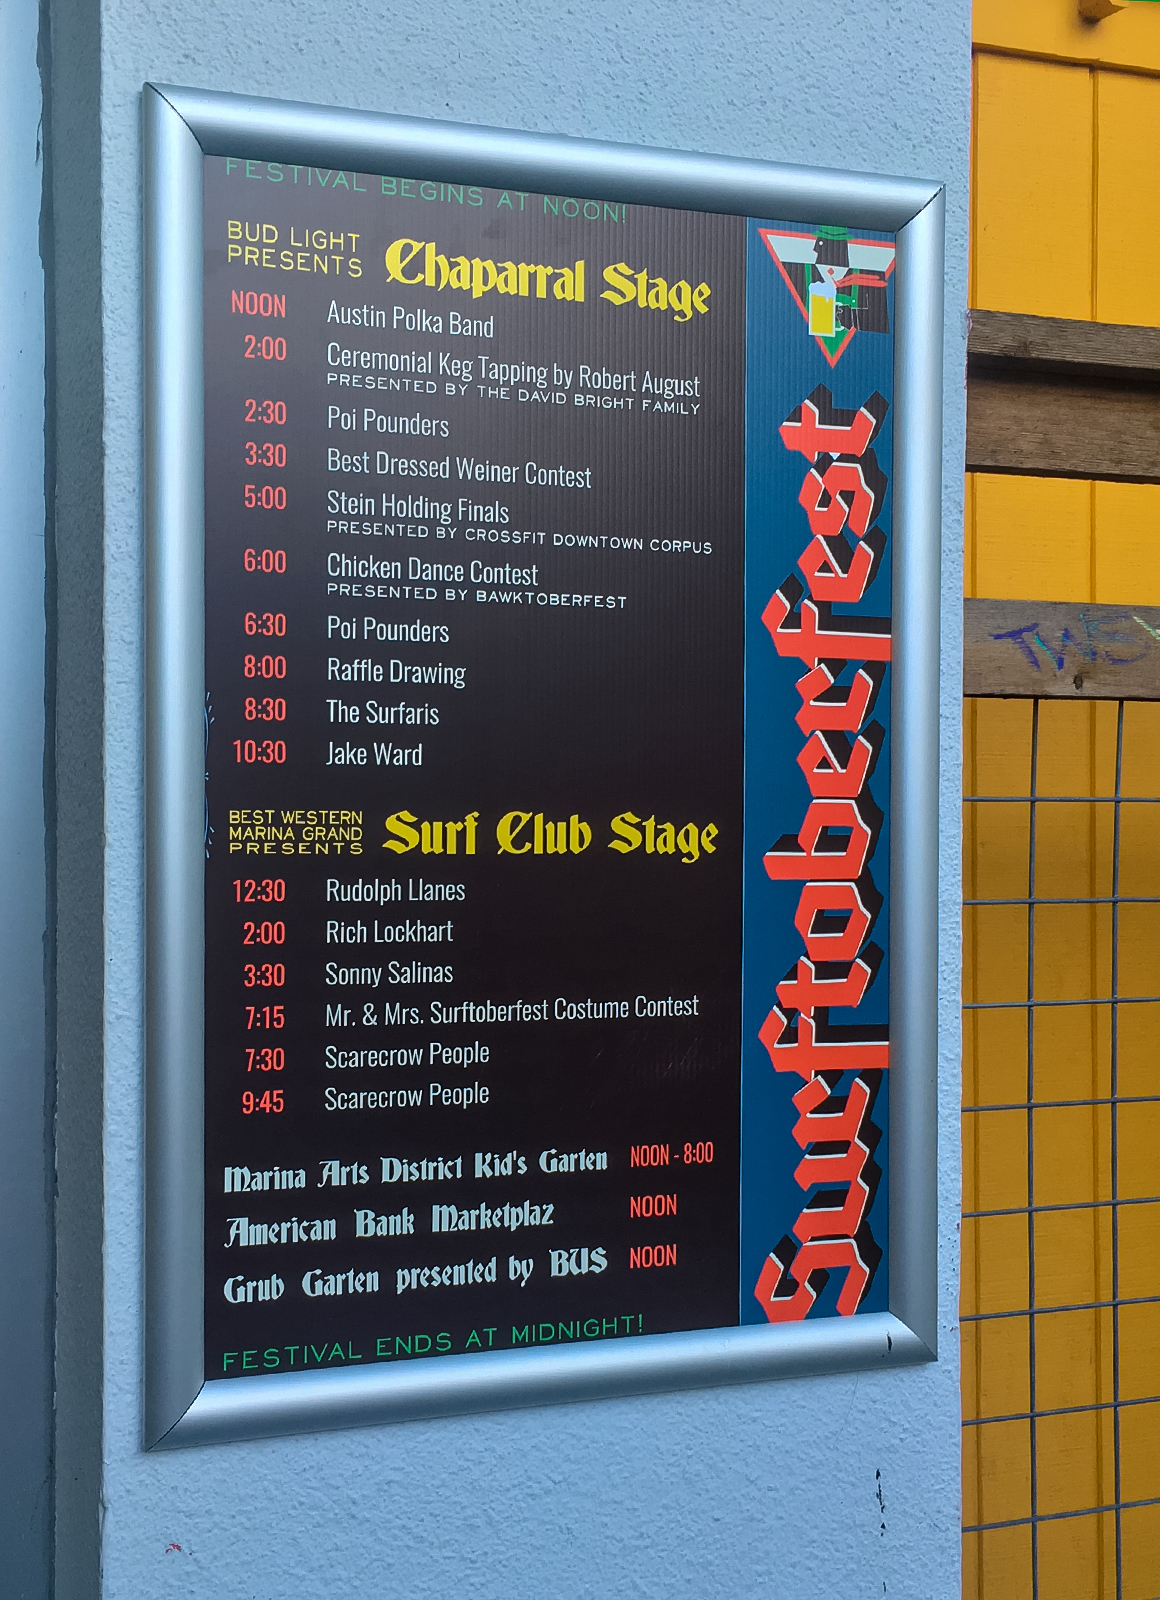 FESTIVAL BEGINS AT NOON!
BUD LIGHT
PRESENTS
Chaparral Stage
NOON Austin Polka Band
2:00 Ceremonial Keg Tapping by Robert August
PRESENTED BY THE DAVID BRIGHT FAMILY
2:30 Poi Pounders
3:30 Best Dressed Weiner Contest
5:00 Stein Holding Finals
PRESENTED BY CROSSFIT DOWNTOWN CORPUS
6:00 Chicken Dance Contest
PRESENTED BY BAWKTOBERFEST
6:30 Poi Pounders
8:00 Raffle Drawing
8:30 The Surfaris
10:30 Jake Ward
BEST WESTERN
MARINA GRAND
PRESENTS
Surf Club Stage
12:30 Rudolph Llanes
2:00 Rich Lockhart
3:30 Sonny Salinas
7:15 Mr. & Mrs. Surftoberfest Costume Contest
7:30 Scarecrow People
9:45 Scarecrow People
Marina Arts District Kid's Garten NOON - 8:00
American Bank Marketplaz NOON
Grub Garten presented by BUS NOON
FESTIVAL ENDS AT MIDNIGHT!
Surftoberfest